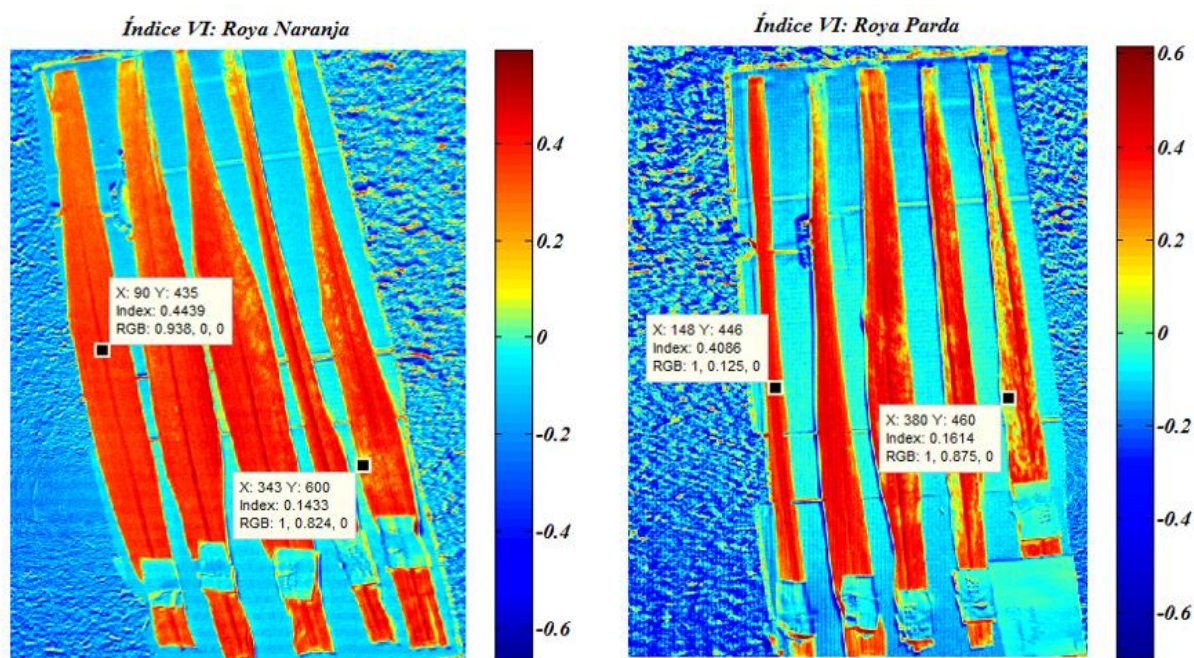 Índice VI: Roya Naranja
0.4
0.2
0
-0.2
-0.4
-0.6
X: 90 Y: 435
Index: 0.4439
RGB: 0.938, 0, 0
X: 343 Y: 600
Index: 0.1433
RGB: 1, 0.824, 0
Índice VI: Roya Parda
0.6
0.4
0.2
0
-0.2
-0.4
-0.6
X: 148 Y: 446
Index: 0.4086
RGB: 1, 0.125, 0
X: 380 Y: 460
Index: 0.1614
RGB: 1, 0.875, 0